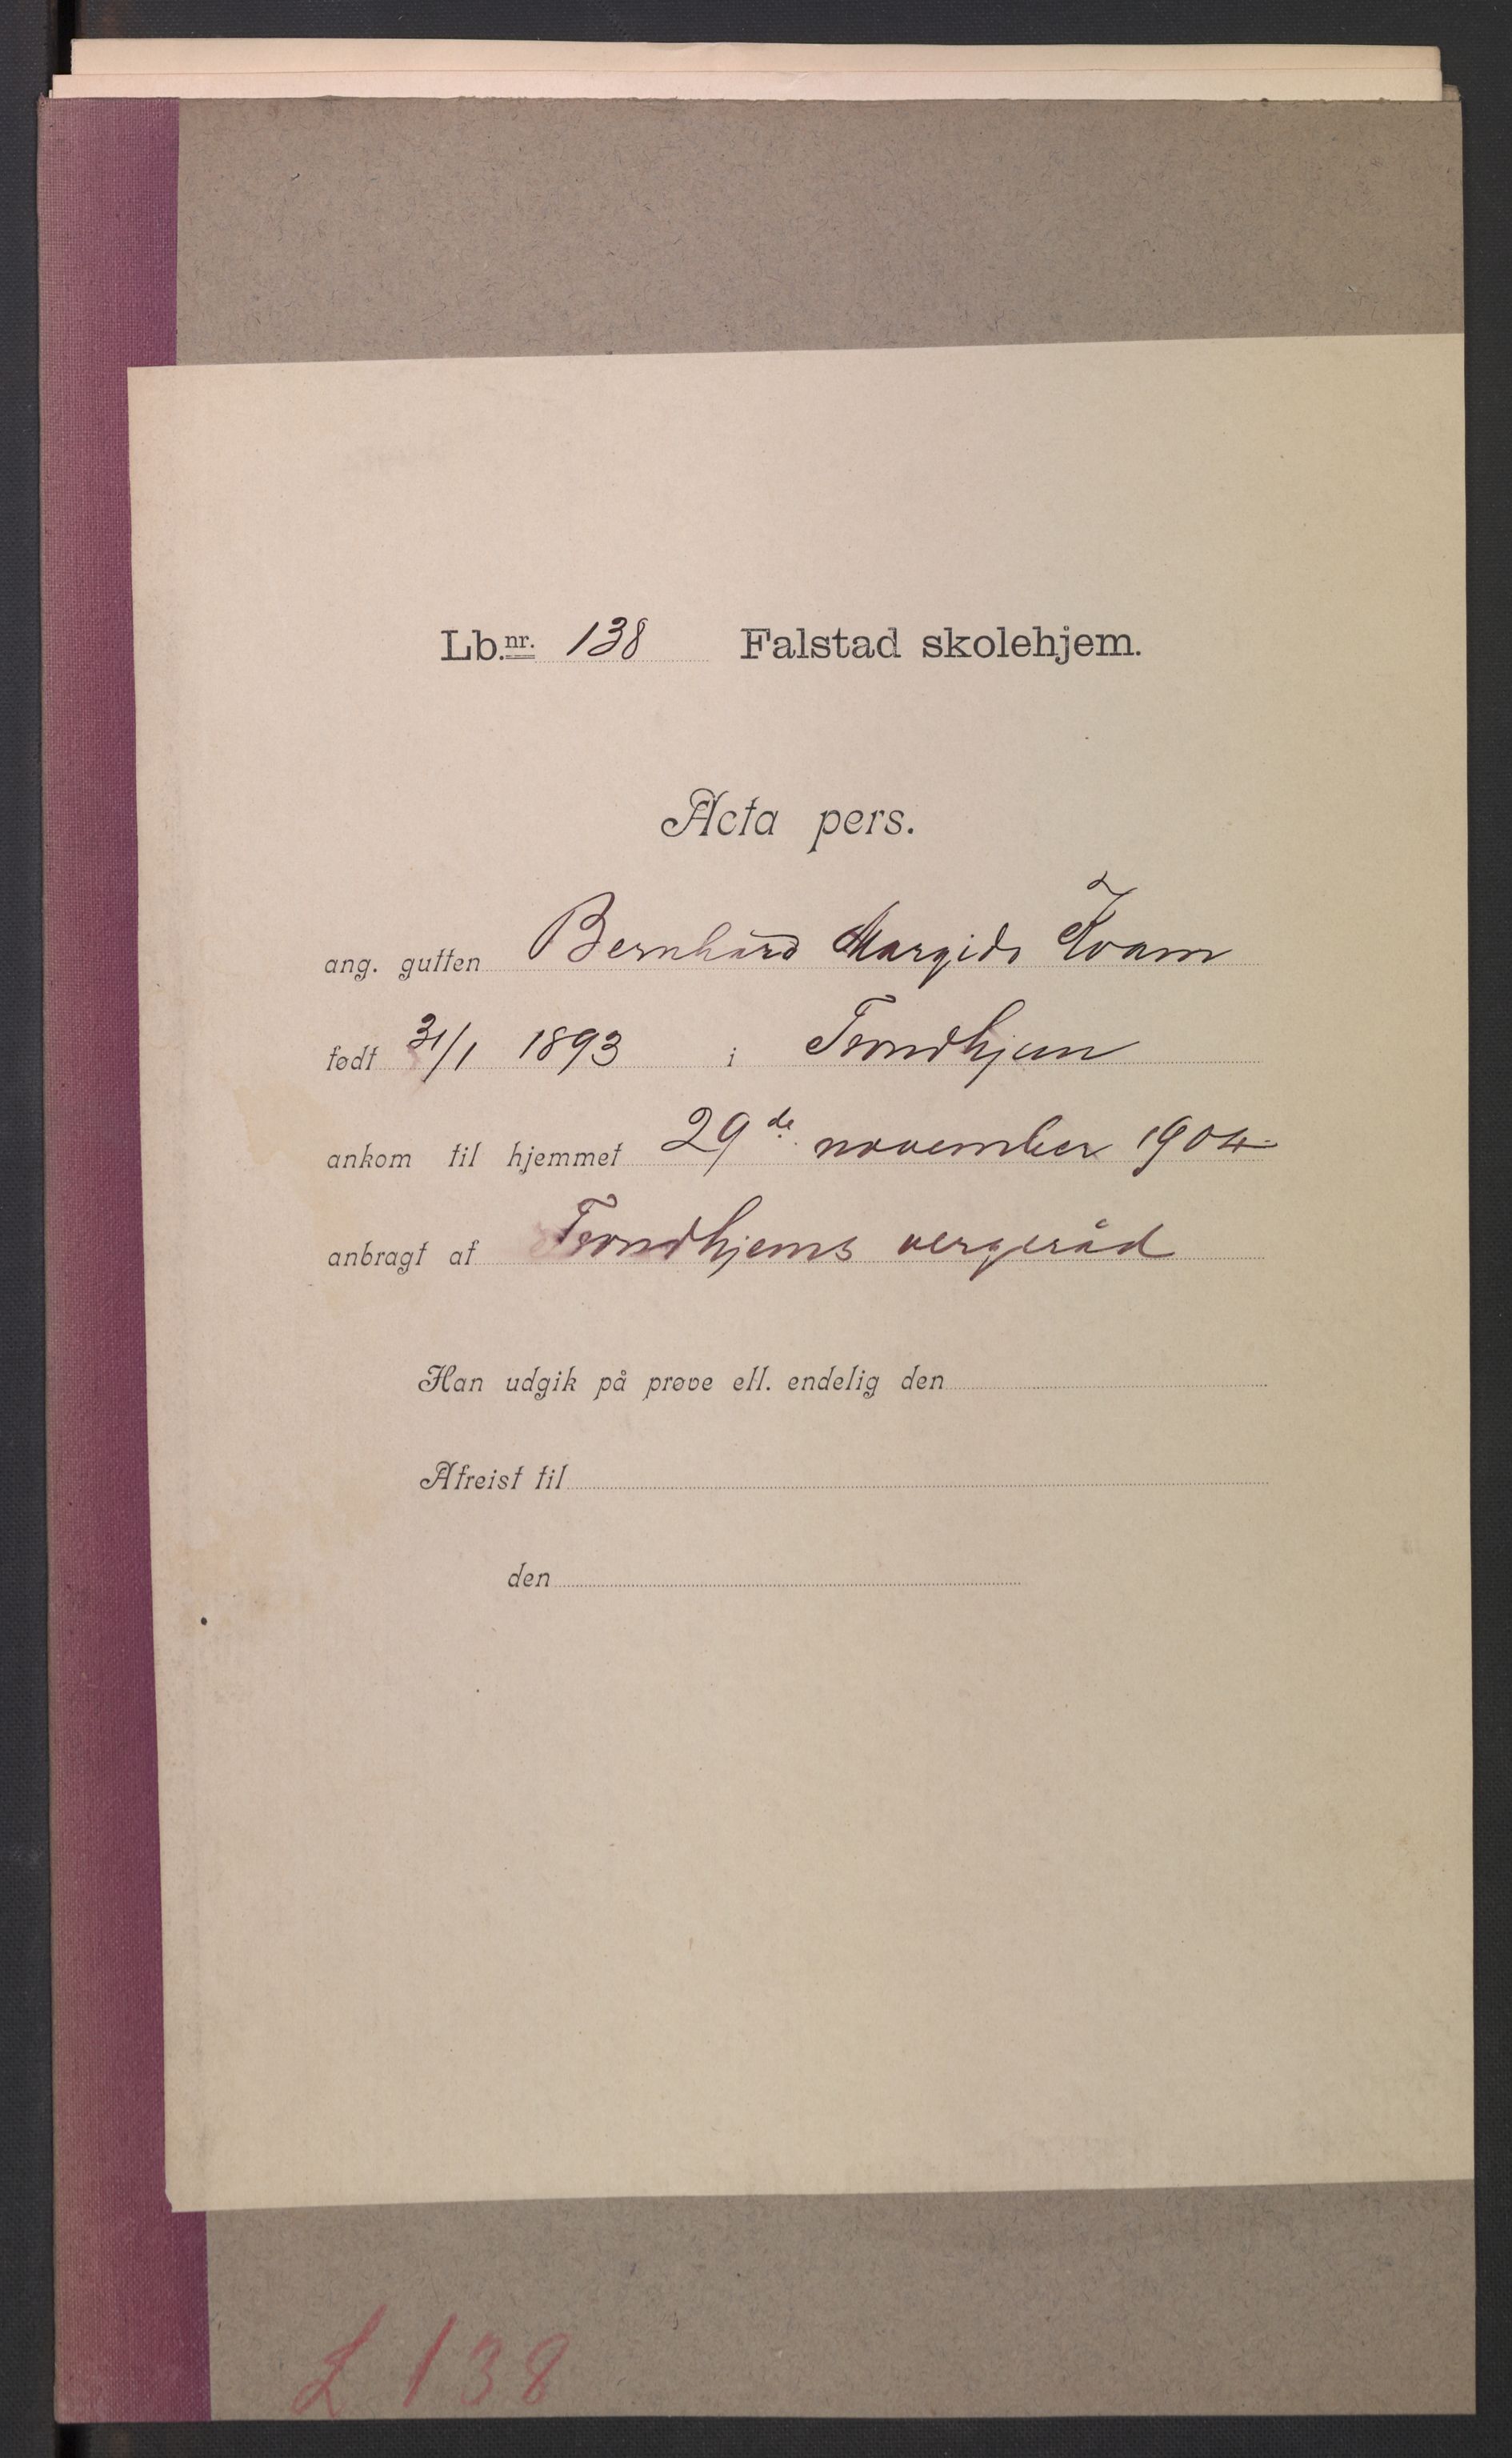 Lb.nr. 138 Falstad skolehjem.
Acta pers.
ang. gutten Bernhard Margido Kvam
født 31/1 1893 i Trondhjem
ankom til hjemmet 29de november 1904
anbragt af Trondhjems vergeråd
Han udgik på prøve ell. endelig den
Afreist til
den
L 138